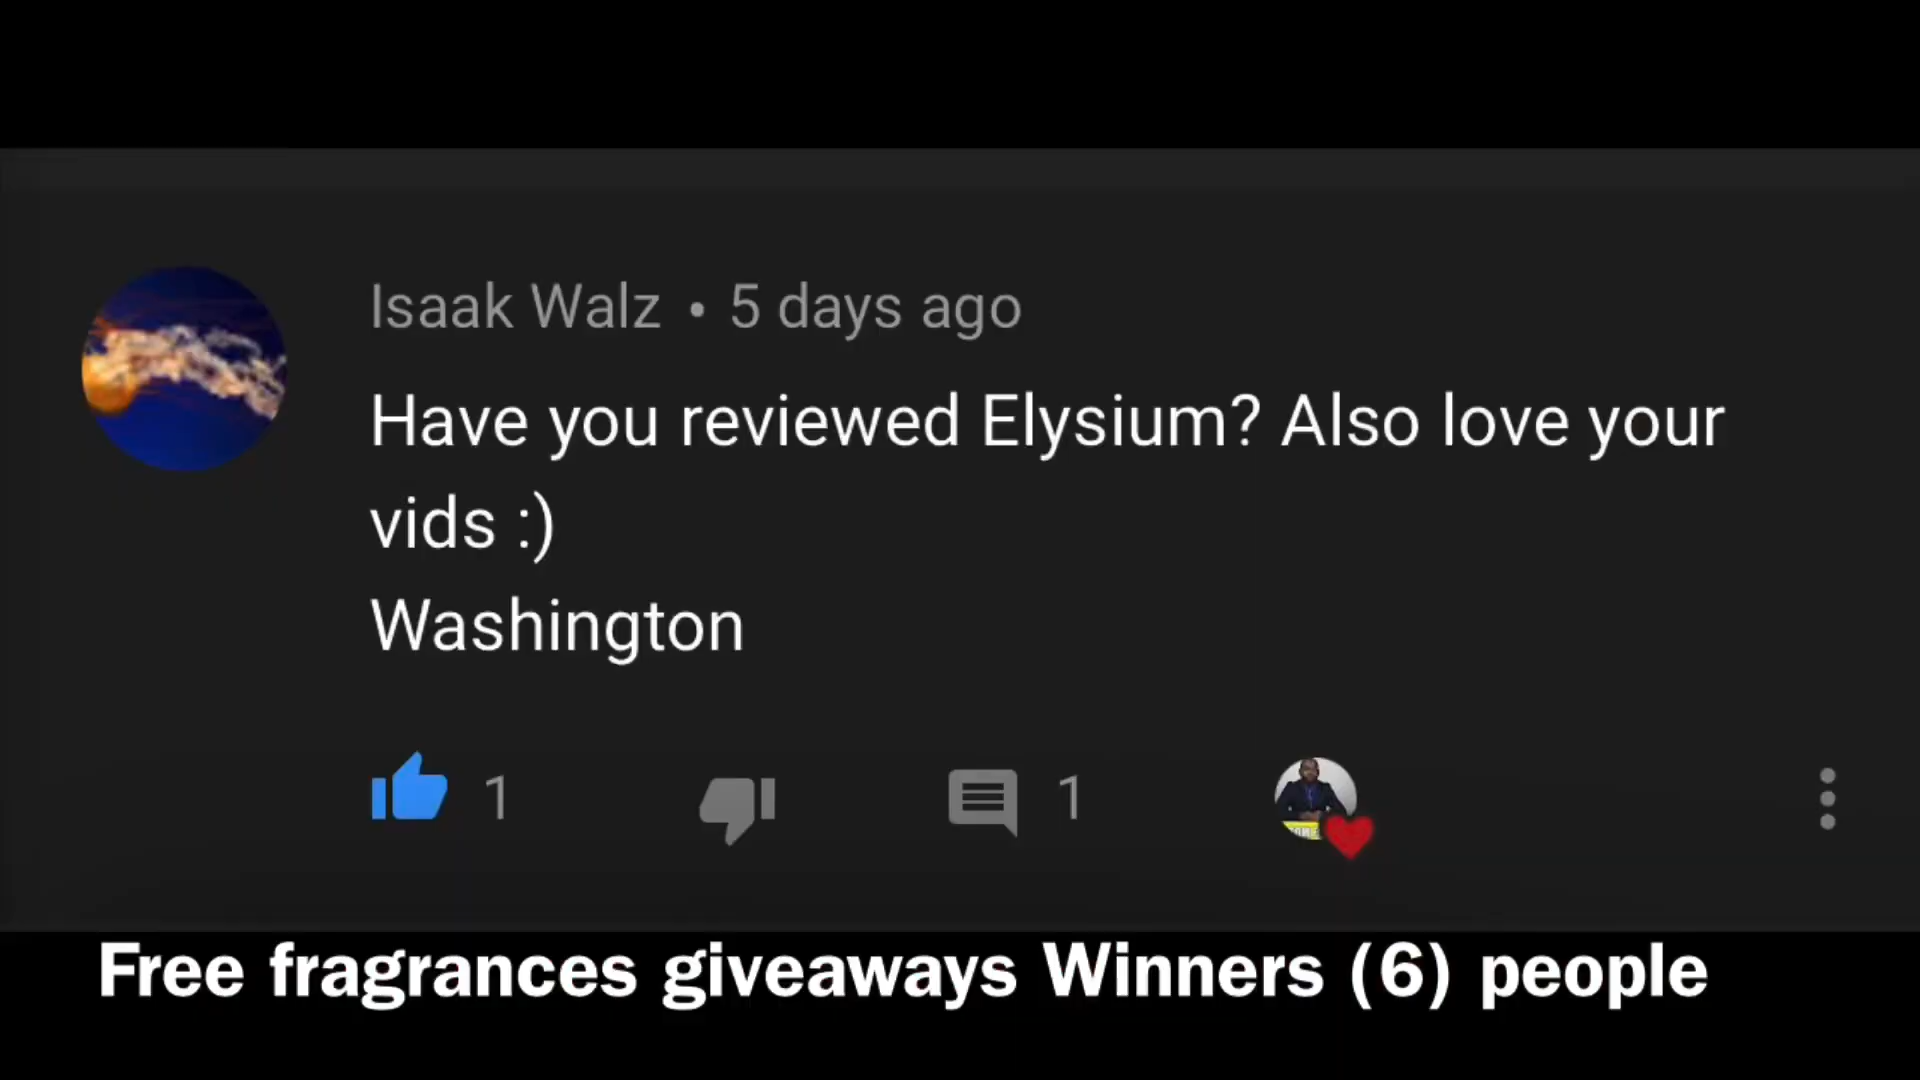 Isaak Walz • 5 days ago
Have you reviewed Elysium? Also love your
vids :)
Washington
1 1
Free fragrances giveaways Winners (6) people